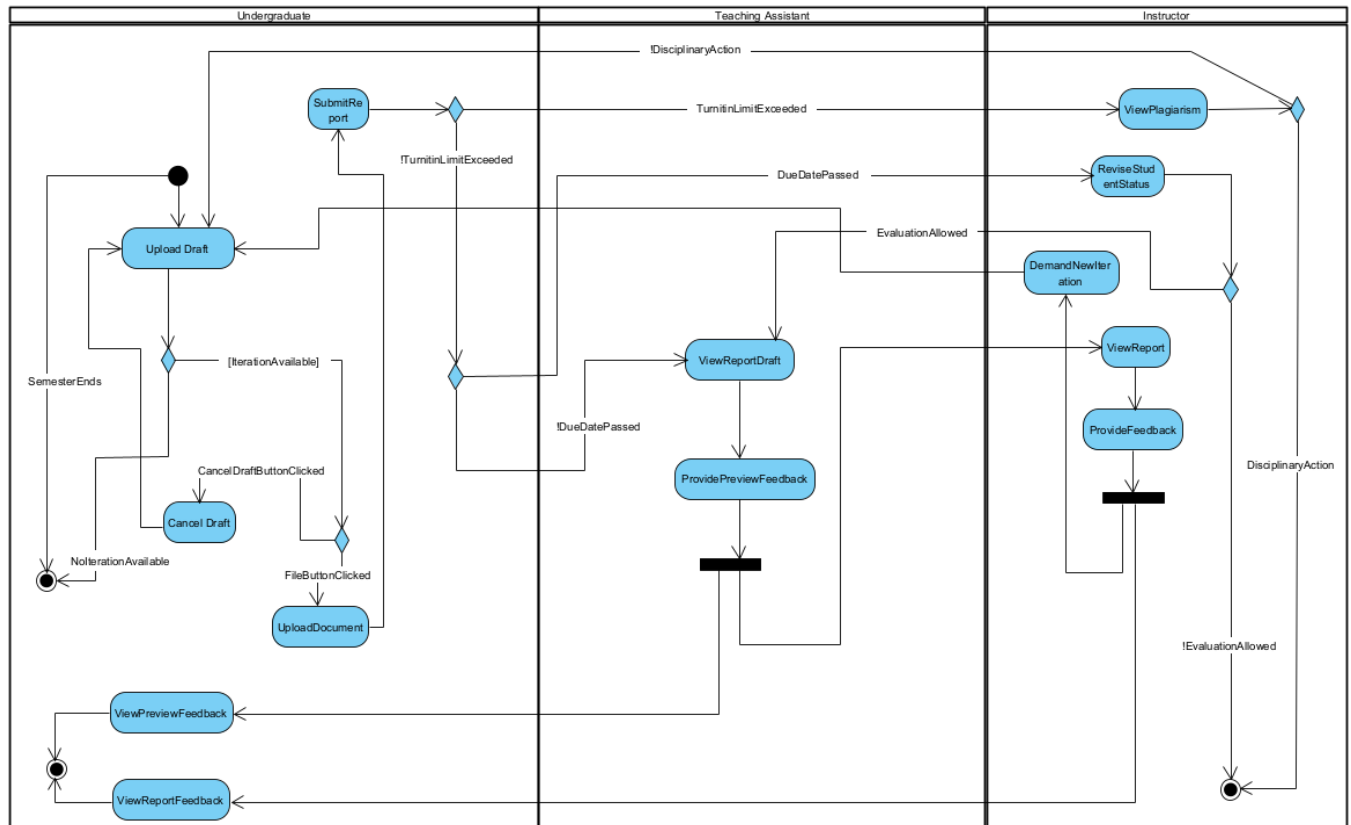 Undergraduate
Teaching Assistant
Instructor
!DisciplinaryAction
SubmitRe
port
TurnitinLimitExceeded
ViewPlagiarism
!TurnitinLimitExceeded
DueDatePassed
ReviseStud
entStatus
Upload Draft
EvaluationAllowed
DemandNewIter
ation
[IterationAvailable]
ViewReportDraft
ViewReport
SemesterEnds
!DueDatePassed
ProvideFeedback
CancelDraftButtonClicked
ProvidePreviewFeedback
DisciplinaryAction
Cancel Draft
NoIterationAvailable
FileButtonClicked
UploadDocument
!EvaluationAllowed
ViewPreviewFeedback
ViewReportFeedback